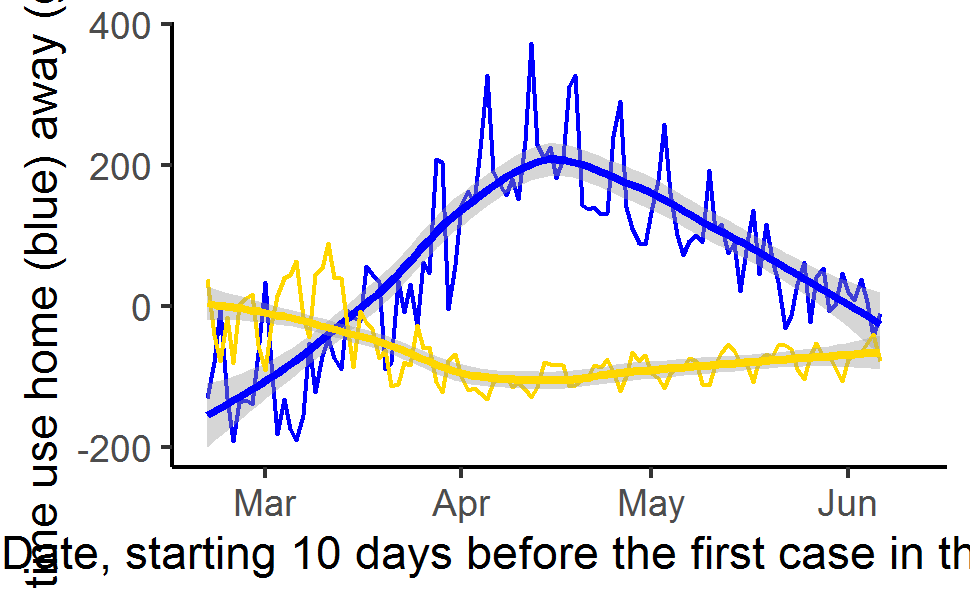 400
200
0
-200
time use home (blue) away (
Mar Apr May Jun
Date, starting 10 days before the first case in th